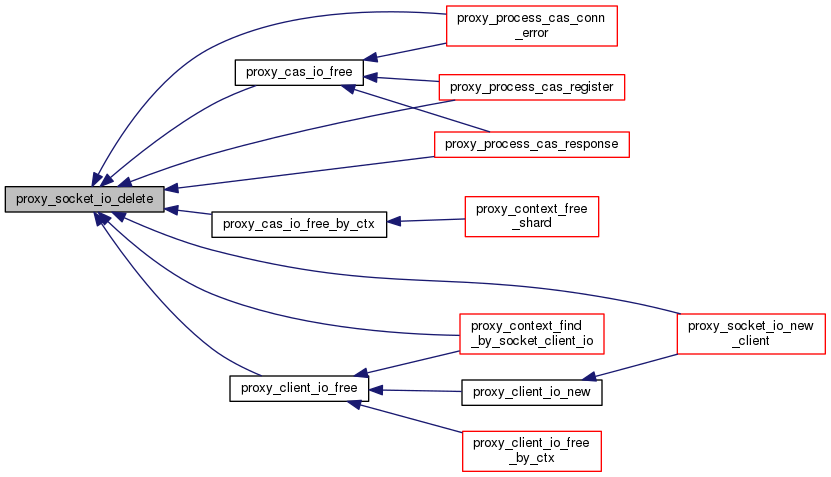 proxy_process_cas_conn
_error
proxy_cas_io_free
proxy_process_cas_register
proxy_process_cas_response
proxy_socket_io_delete
proxy_cas_io_free_by_ctx
proxy_context_free
_shard
proxy_context_find
_by_socket_client_io
proxy_socket_io_new
_client
proxy_client_io_free
proxy_client_io_new
proxy_client_io_free
_by_ctx